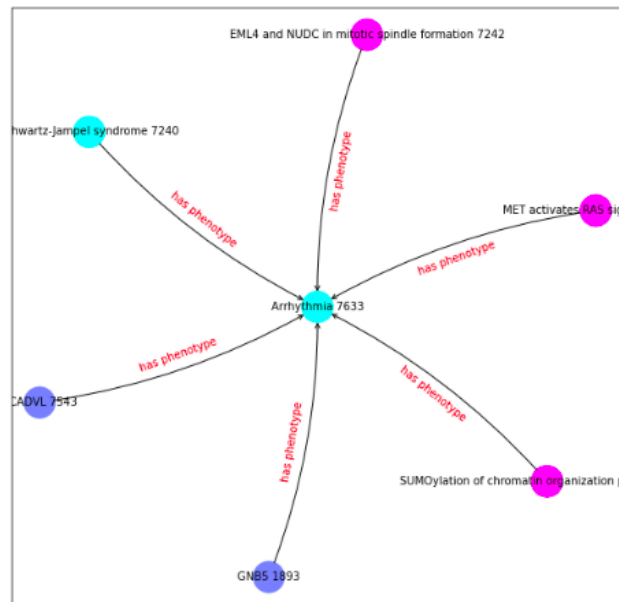 EML4 and NUDC in mitotic spindle formation 7242
hwartz-Jampel syndrome 7240
has phenotype
has phenotype
MET activates RAS sig
has phenotype
Arrhythmia 7633
has phenotype
CADVL 7543
has phenotype
has phenotype
SUMOylation of chromatin organization p
GNB5 1893